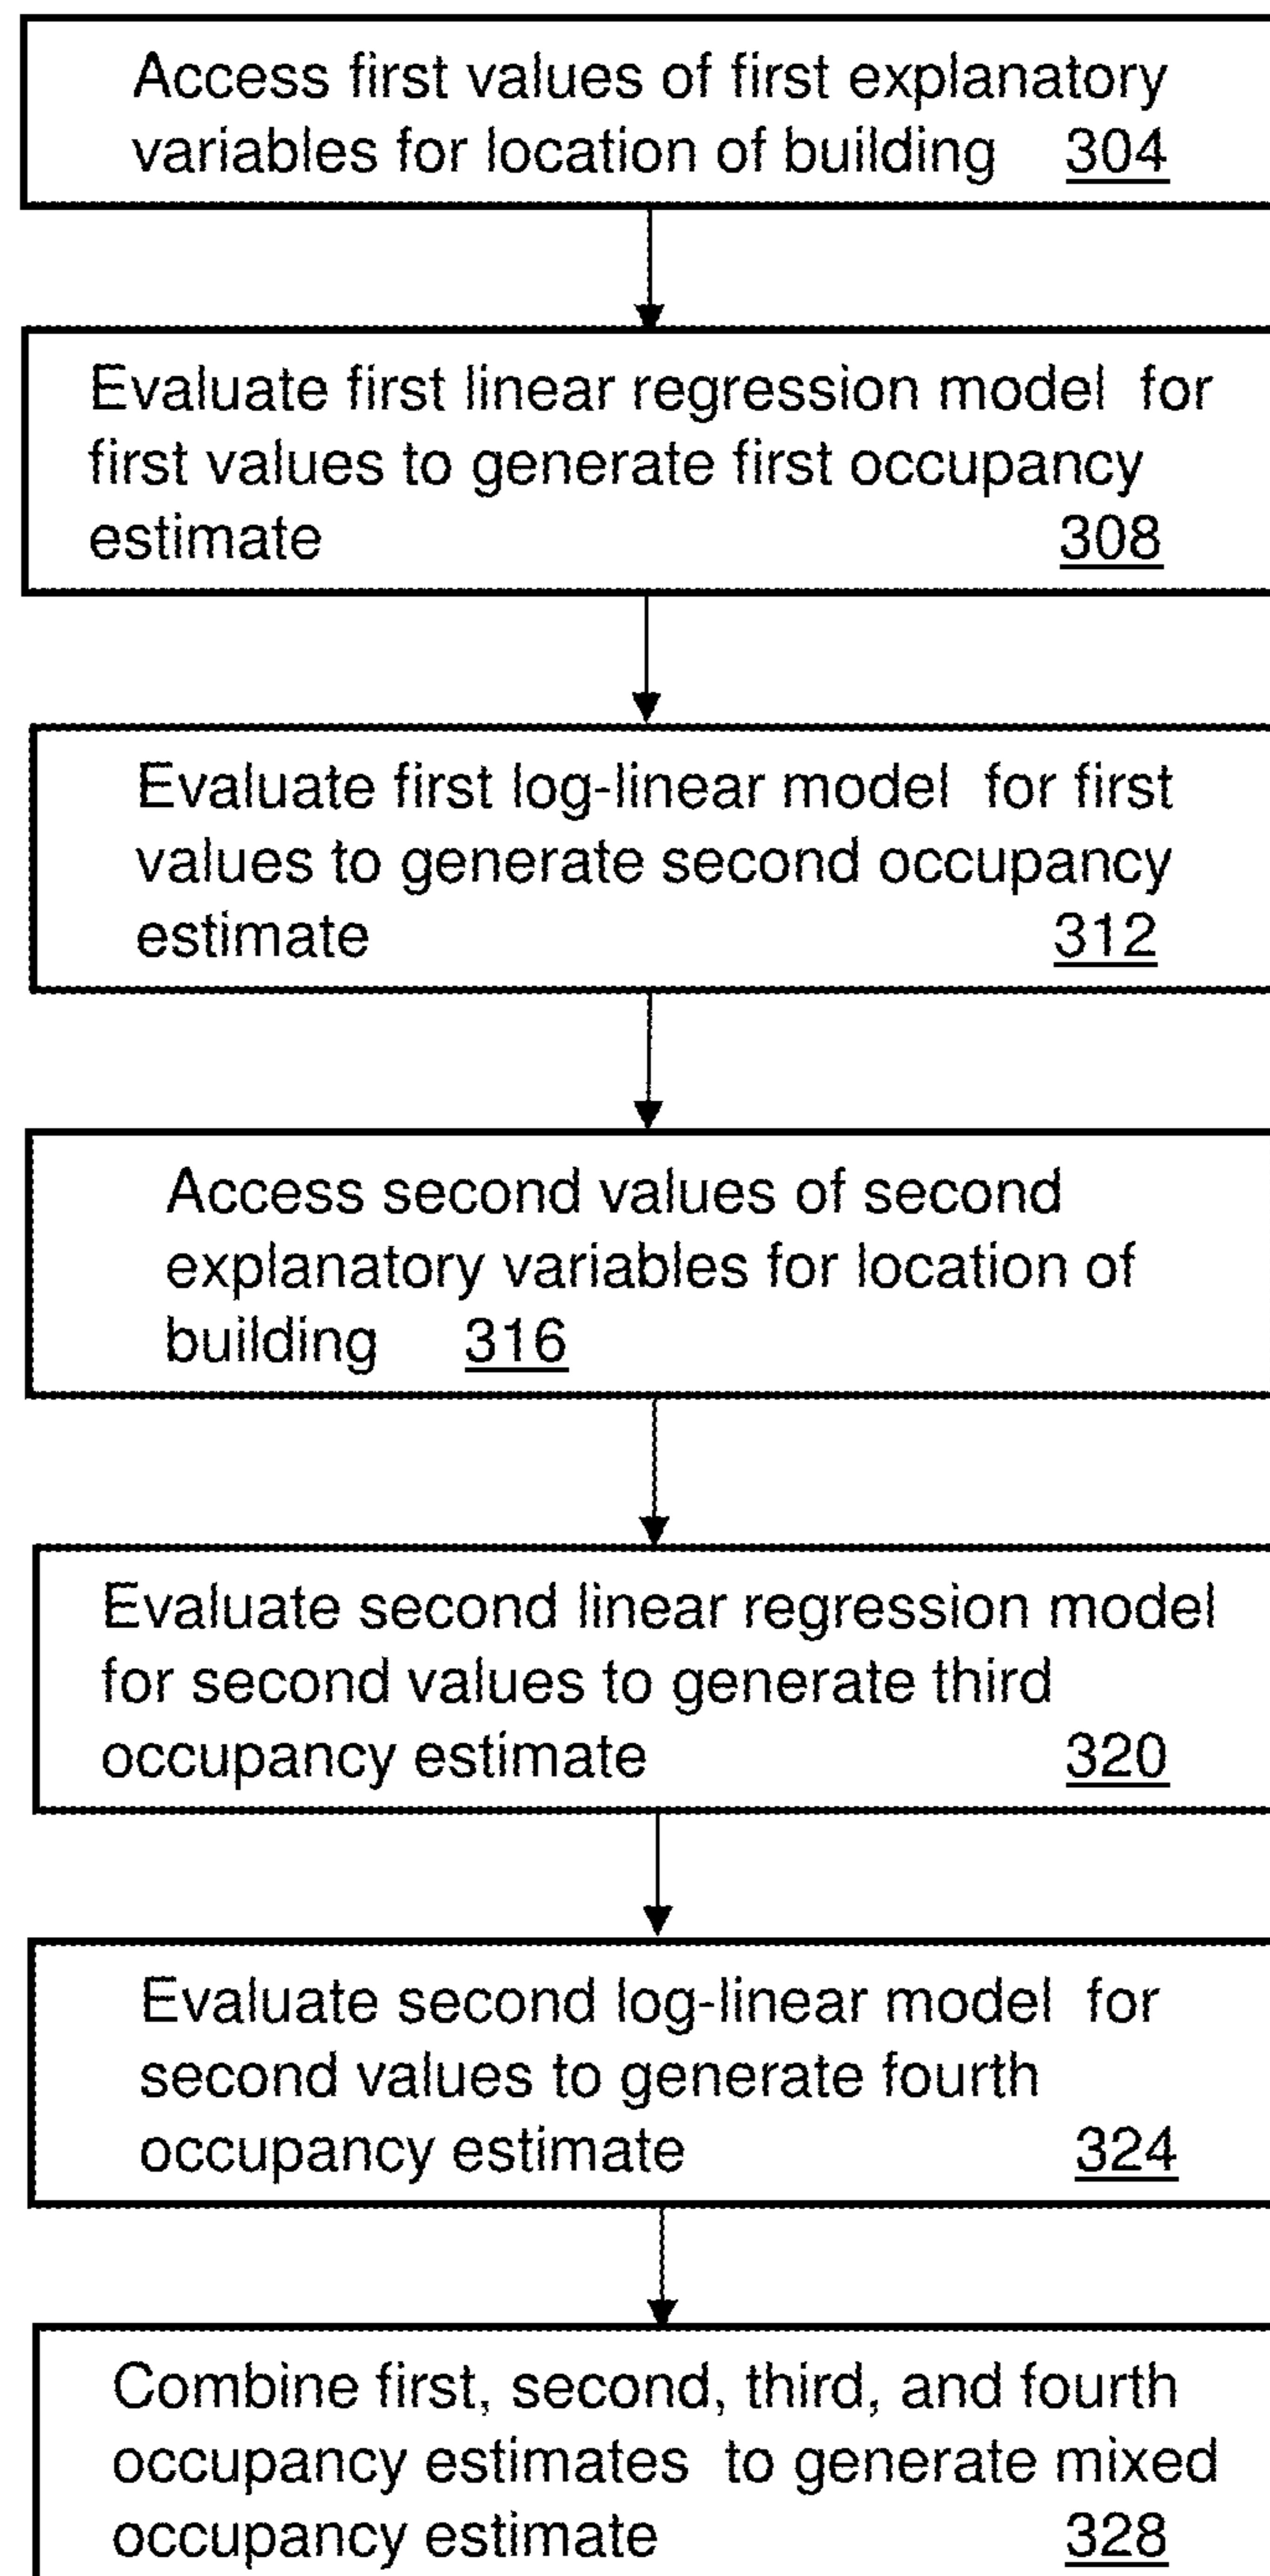 Access first values of first explanatory
variables for location of building 304
Evaluate first linear regression model for
first values to generate first occupancy
estimate 308
Evaluate first log-linear model for first
values to generate second occupancy
estimate 312
Access second values of second
explanatory variables for location of
building 316
Evaluate second linear regression model
for second values to generate third
occupancy estimate 320
Evaluate second log-linear model for
second values to generate fourth
occupancy estimate 324
Combine first, second, third, and fourth
occupancy estimates to generate mixed
occupancy estimate 328